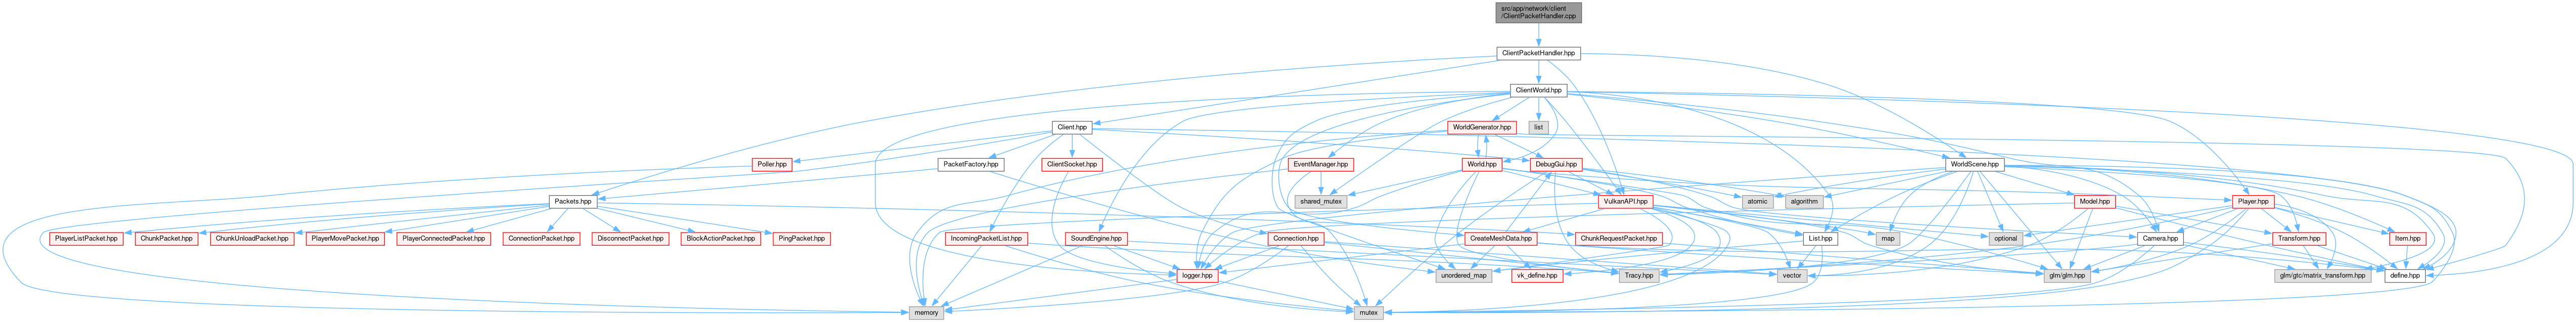 src/app/network/client
/ClientPacketHandler.cpp
ClientPacketHandler.hpp
ClientWorld.hpp
Client.hpp
WorldGenerator.hpp
list
Poller.hpp
PacketFactory.hpp
ClientSocket.hpp
EventManager.hpp
World.hpp
DebugGui.hpp
WorldScene.hpp
Packets.hpp
shared_mutex
VulkanAPI.hpp
atomic
algorithm
Model.hpp
Player.hpp
PlayerListPacket.hpp
ChunkPacket.hpp
ChunkUnloadPacket.hpp
PlayerMovePacket.hpp
PlayerConnectedPacket.hpp
ConnectionPacket.hpp
DisconnectPacket.hpp
BlockActionPacket.hpp
PingPacket.hpp
IncomingPacketList.hpp
SoundEngine.hpp
Connection.hpp
CreateMeshData.hpp
ChunkRequestPacket.hpp
List.hpp
map
optional
Camera.hpp
Transform.hpp
Item.hpp
logger.hpp
unordered_map
vk_define.hpp
Tracy.hpp
vector
glm/glm.hpp
glm/gtc/matrix_transform.hpp
define.hpp
memory
mutex